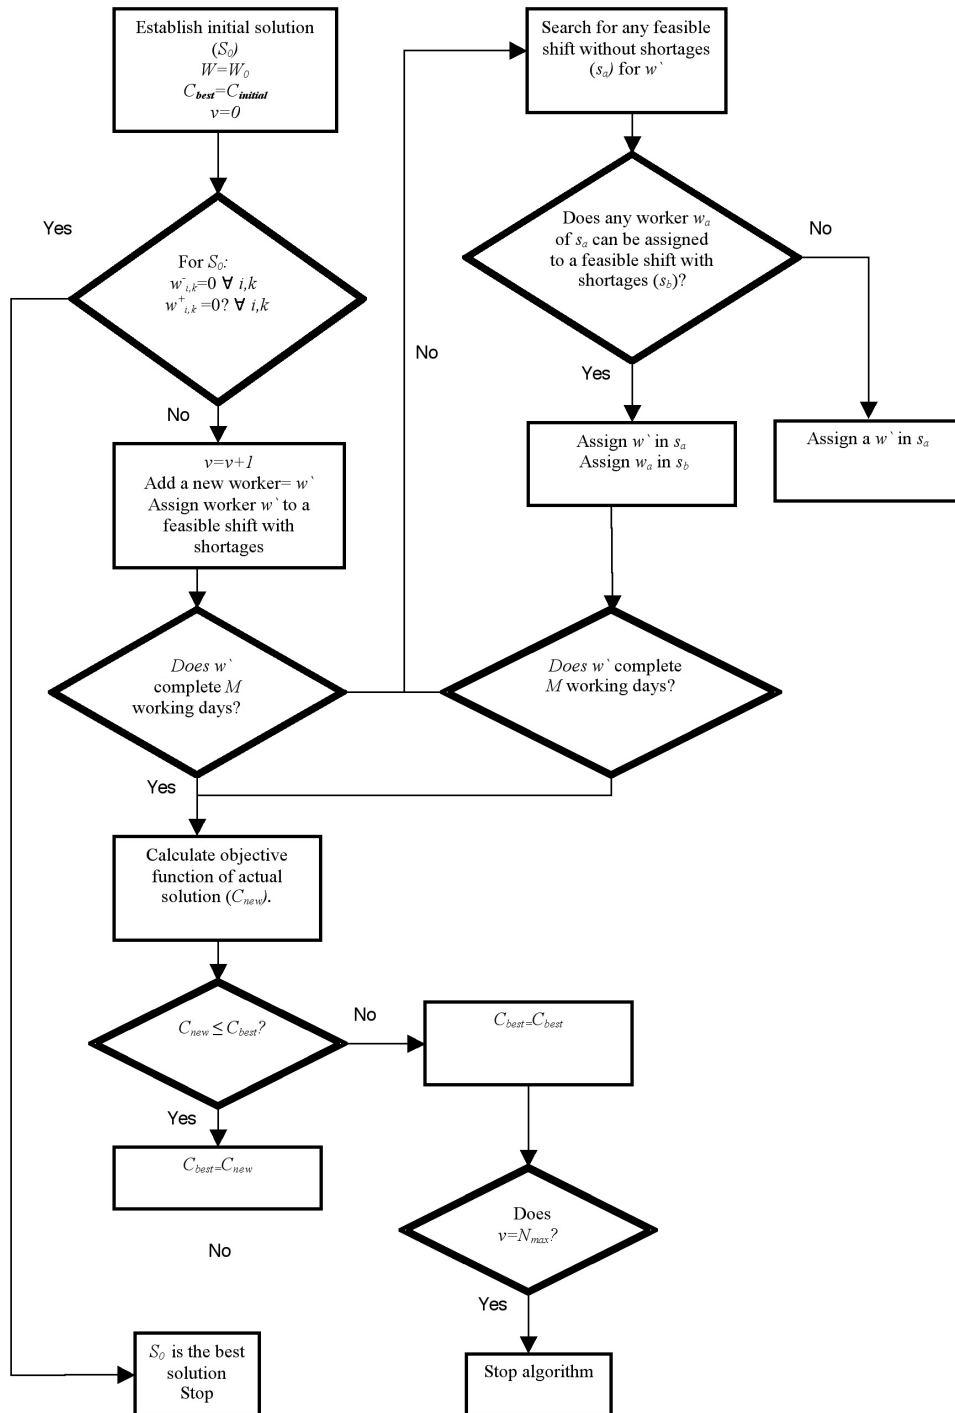 Establish initial solution
(S0)
W=W0
Cbest=Cinitial
v=0
Yes
For S0:
w-i,k=0 ∀ i,k
w+i,k =0? ∀ i,k
No
v=v+1
Add a new worker= w`
Assign worker w` to a
feasible shift with
shortages
Does w`
complete M
working days?
Yes
No
Search for any feasible
shift without shortages
(sa) for w`
Does any worker wa
of sa can be assigned
to a feasible shift with
shortages (sb)?
No
Yes
Assign w` in sa
Assign wa in sb
Assign a w` in sa
Does w` complete
M working days?
Calculate objective
function of actual
solution (Cnew).
Cnew ≤ Cbest?
No
Cbest=Cbest
Yes
Cbest=Cnew
Does
v=Nmax?
No
Yes
S0 is the best
solution
Stop
Stop algorithm